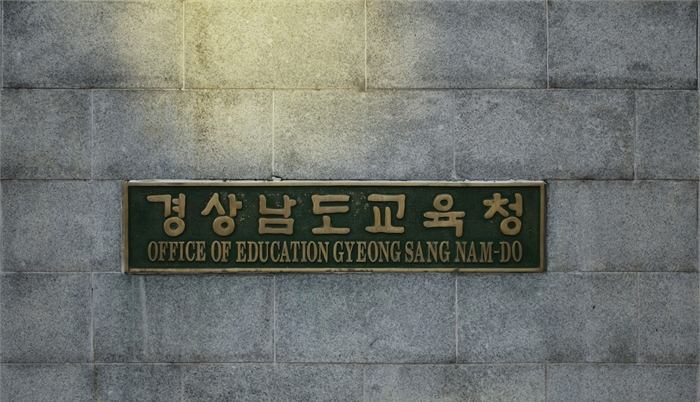 경상남도교육청
OFFICE OF EDUCATION GYEONG SANG NAM-DO